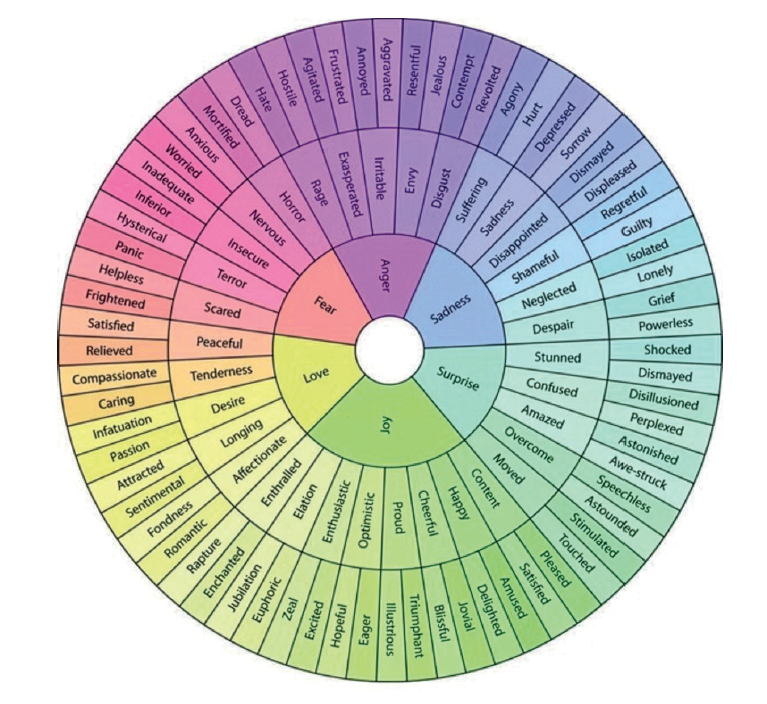 Anger
Sadness
Surprise
Joy
Love
Fear
Rage
Exasperated
Irritable
Envy
Disgust
Suffering
Sadness
Disappointed
Shameful
Neglected
Despair
Stunned
Confused
Amazed
Overcome
Moved
Content
Happy
Cheerful
Proud
Optimistic
Enthusiastic
Elation
Enthralled
Affectionate
Longing
Desire
Tenderness
Peaceful
Scared
Terror
Insecure
Nervous
Horror
Hate
Hostile
Agitated
Frustrated
Annoyed
Aggravated
Resentful
Jealous
Contempt
Revolted
Agony
Hurt
Depressed
Sorrow
Dismayed
Displeased
Regretful
Guilty
Isolated
Lonely
Grief
Powerless
Shocked
Dismayed
Disillusioned
Perplexed
Astonished
Awe-struck
Speechless
Astounded
Stimulated
Touched
Pleased
Satisfied
Amused
Delighted
Jovial
Blissful
Triumphant
Illustrious
Eager
Hopeful
Excited
Zeal
Euphoric
Jubilation
Enchanted
Rapture
Romantic
Fondness
Sentimental
Attracted
Passion
Infatuation
Caring
Compassionate
Relieved
Satisfied
Frightened
Helpless
Panic
Hysterical
Inferior
Inadequate
Worried
Anxious
Mortified
Dread